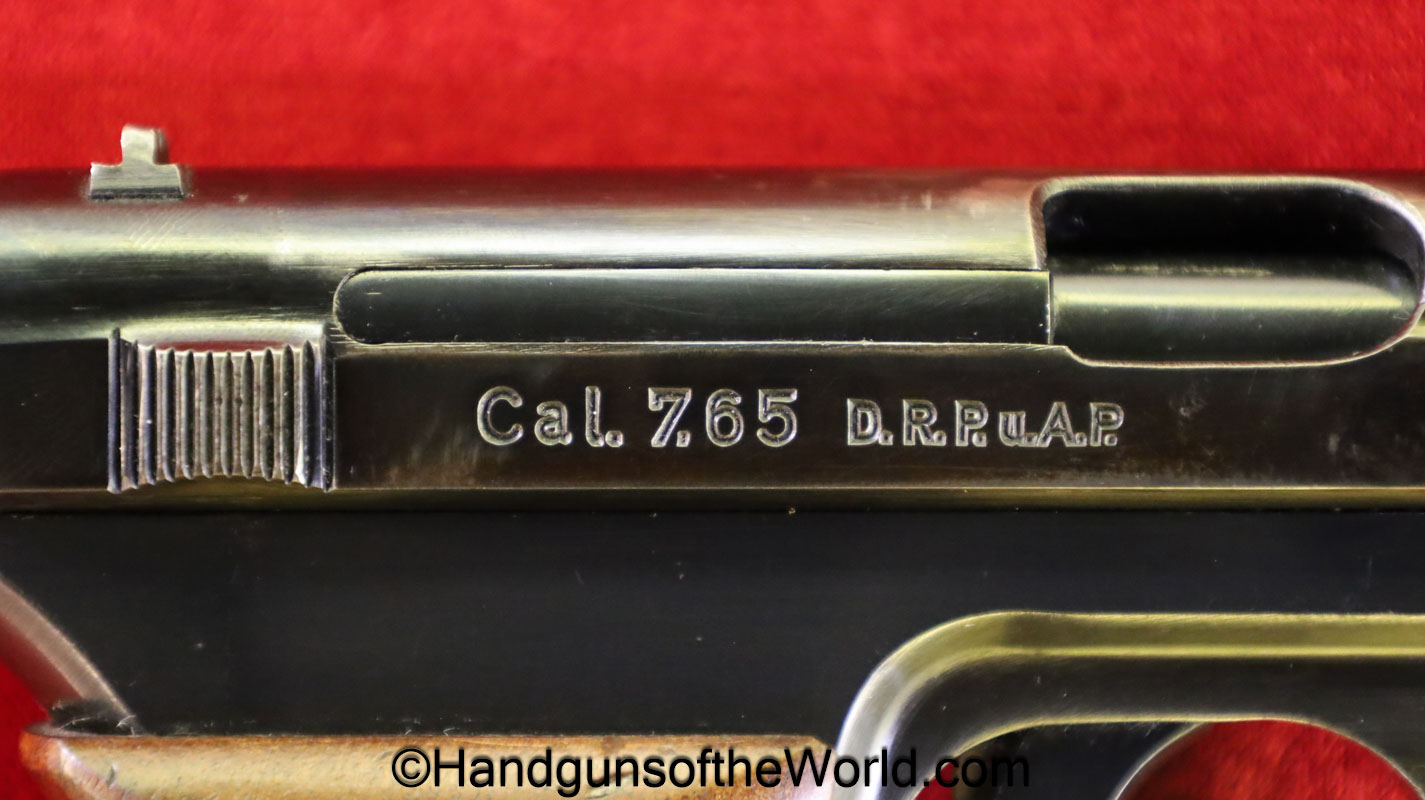 Cal. 7,65 D.R.P.u.A.P.
©HandgunsoftheWorld.com